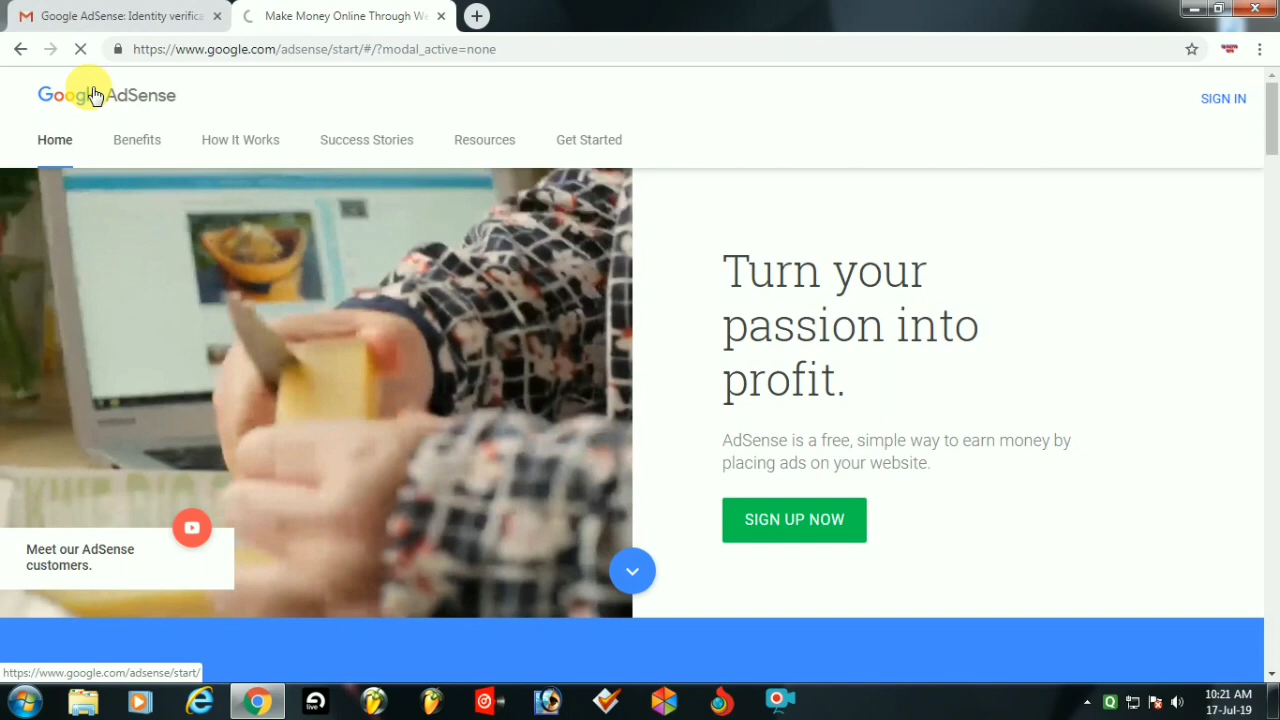 Google AdSense: Identity verifica
Make Money Online Through We
https://www.google.com/adsense/start/#/?modal_active=none
Google AdSense
SIGN IN
Home Benefits How It Works Success Stories Resources Get Started
Turn your
passion into
profit.
AdSense is a free, simple way to earn money by
placing ads on your website.
SIGN UP NOW
Meet our AdSense
customers.
https://www.google.com/adsense/start/
live
10:21 AM
17-Jul-19